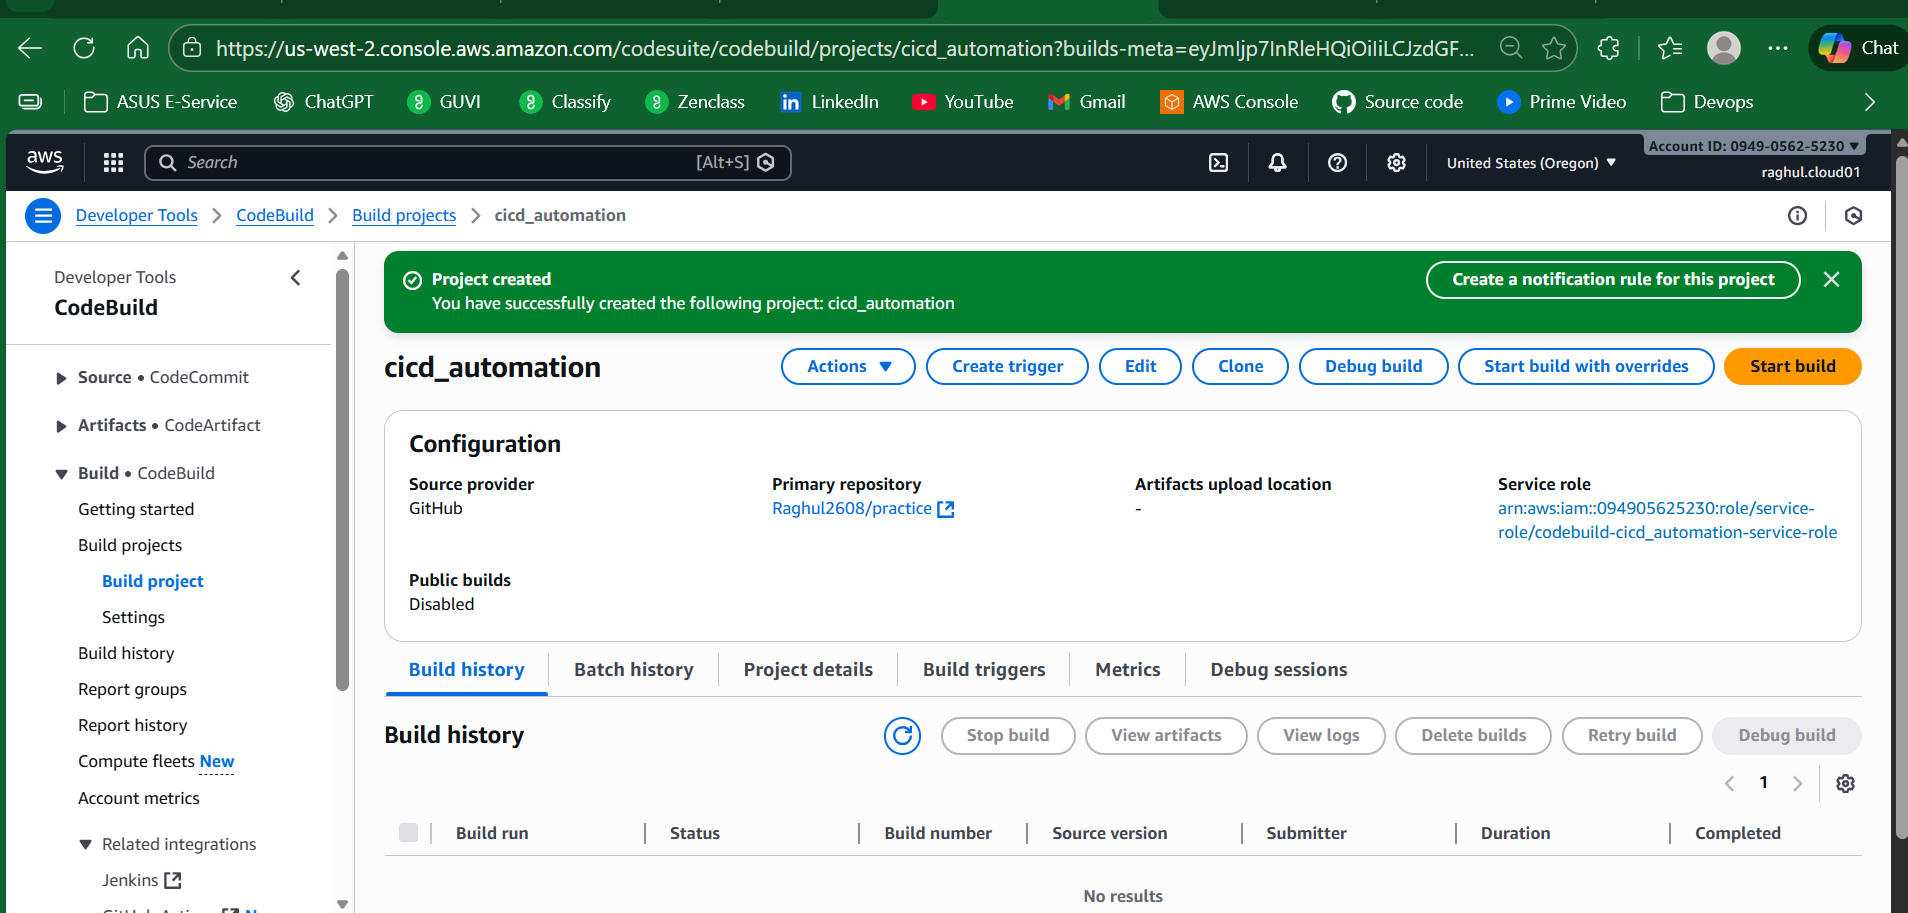 https://us-west-2.console.aws.amazon.com/codesuite/codebuild/projects/cicd_automation?builds-meta=eyJmIjp7InRleHQiOiIiLCJzdGF...
Chat
ASUS E-Service
ChatGPT
GUVI
Classify
Zenclass
LinkedIn
YouTube
Gmail
AWS Console
Source code
Prime Video
Devops
aws
Search
[Alt+S]
United States (Oregon)
Account ID: 0949-0562-5230
raghul.cloud01
Developer Tools
CodeBuild
Build projects
cicd_automation
Developer Tools
CodeBuild
Source • CodeCommit
Artifacts • CodeArtifact
Build • CodeBuild
Getting started
Build projects
Build project
Settings
Build history
Report groups
Report history
Compute fleets New
Account metrics
Related integrations
Jenkins
Project created
You have successfully created the following project: cicd_automation
Create a notification rule for this project
cicd_automation
Actions
Create trigger
Edit
Clone
Debug build
Start build with overrides
Start build
Configuration
Source provider
GitHub
Primary repository
Raghul2608/practice
Artifacts upload location
-
Service role
arn:aws:iam::094905625230:role/service-
role/codebuild-cicd_automation-service-role
Public builds
Disabled
Build history
Batch history
Project details
Build triggers
Metrics
Debug sessions
Build history
Stop build
View artifacts
View logs
Delete builds
Retry build
Debug build
1
Build run
Status
Build number
Source version
Submitter
Duration
Completed
No results